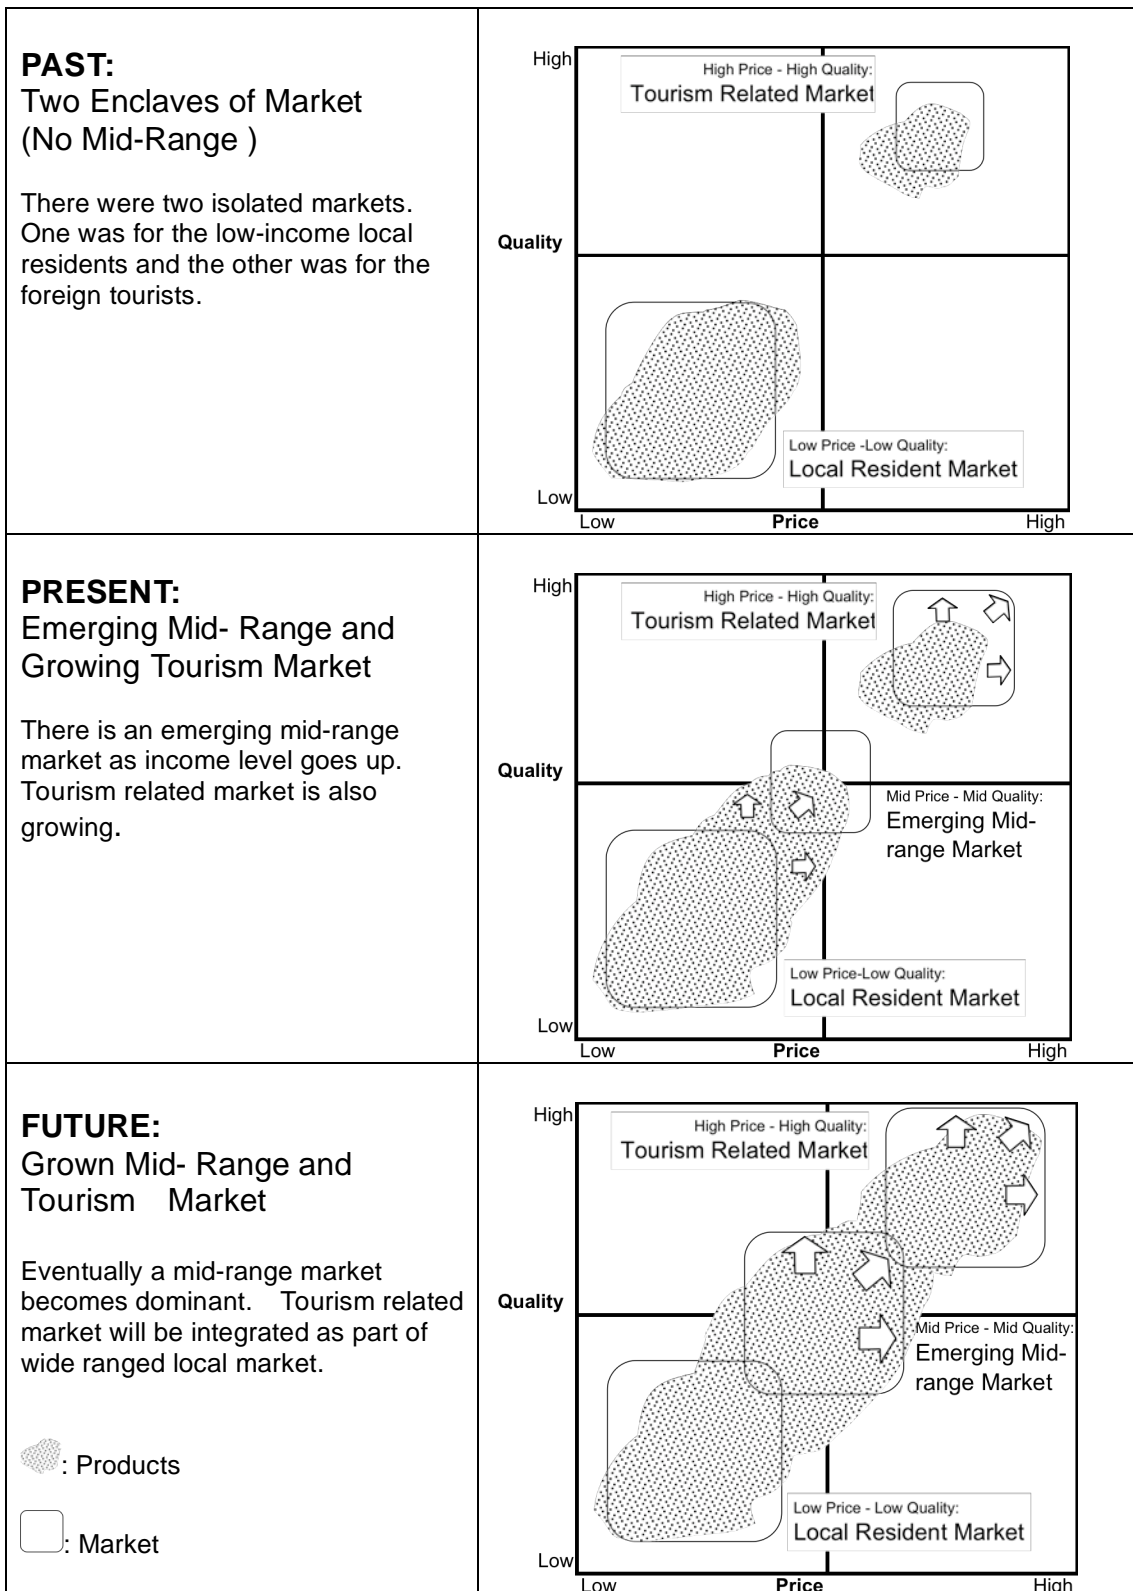 PAST:
Two Enclaves of Market
(No Mid-Range )
There were two isolated markets.
One was for the low-income local
residents and the other was for the
foreign tourists.
High
High Price - High Quality:
Tourism Related Market
Quality
Low Price -Low Quality:
Local Resident Market
Low
Low
Price
High
PRESENT:
Emerging Mid- Range and
Growing Tourism Market
There is an emerging mid-range
market as income level goes up.
Tourism related market is also
growing.
High
High Price - High Quality:
Tourism Related Market
Quality
Mid Price - Mid Quality:
Emerging Mid-
range Market
Low Price-Low Quality:
Local Resident Market
Low
Low
Price
High
FUTURE:
Grown Mid- Range and
Tourism Market
Eventually a mid-range market
becomes dominant. Tourism related
market will be integrated as part of
wide ranged local market.
: Products
: Market
High
High Price - High Quality:
Tourism Related Market
Quality
Mid Price - Mid Quality:
Emerging Mid-
range Market
Low Price - Low Quality:
Local Resident Market
Low
Low
Price
High